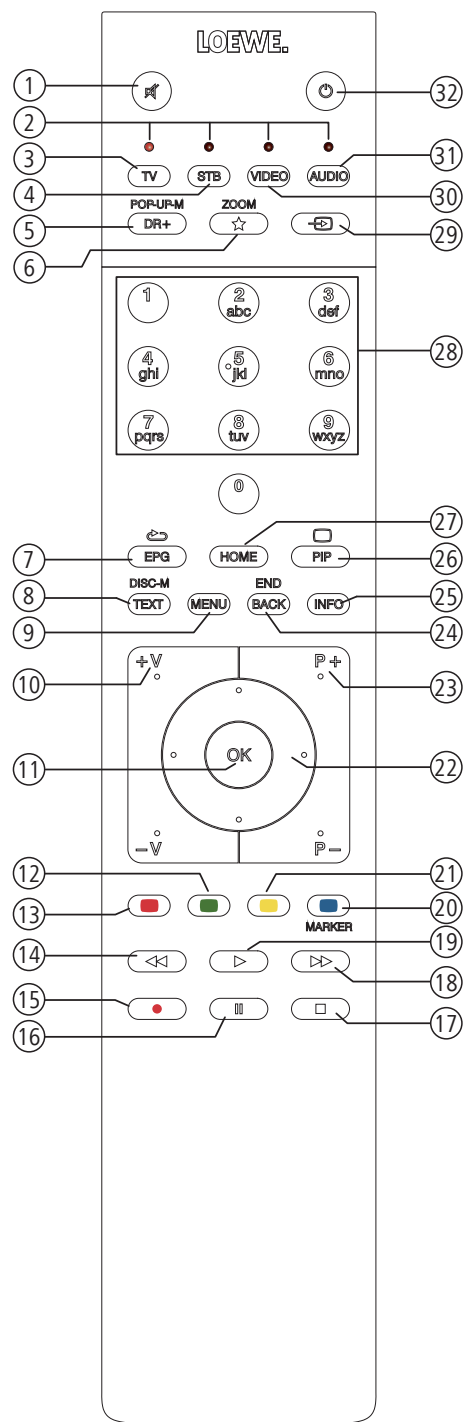 LOEWE.
1 32
2
3 TV STB VIDEO AUDIO 31
4 30
POP-UP-M ZOOM
5 DR+ 29
6
1 2 3
abc def
4 5 6 28
ghi jkl mno
7 8 9
pqrs tuv wxyz
0
27
7 EPG HOME PIP 26
DISC-M END
8 TEXT MENU BACK INFO 25
9 24
10 +V P+ 23
11 OK 22
−V P−
12 21
13 20
MARKER
14 19
18
15
16 17